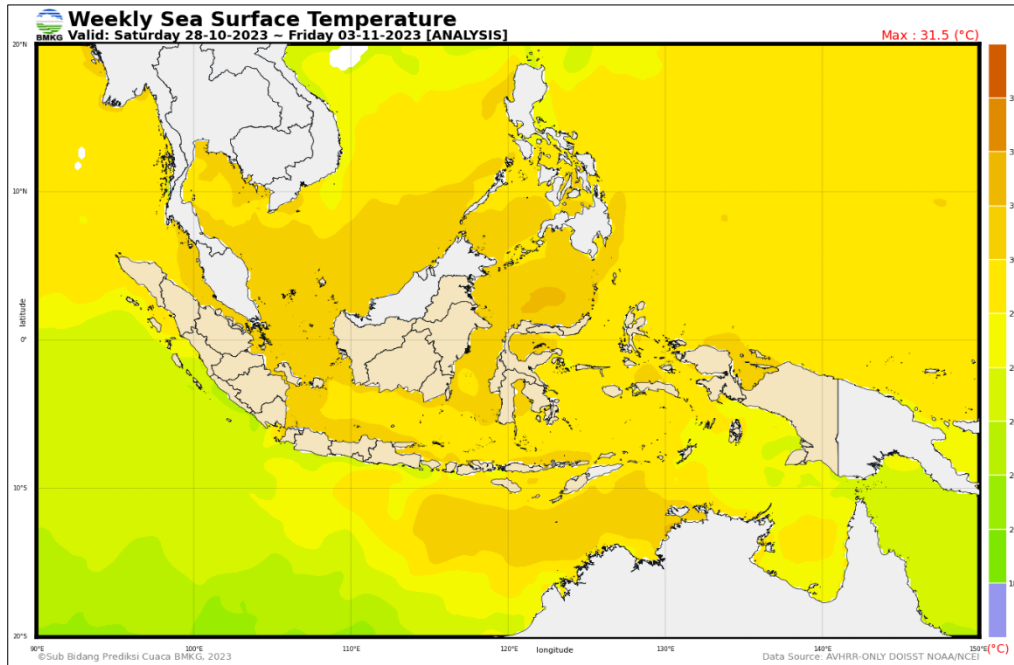 Weekly Sea Surface Temperature
BMKG
Valid: Saturday 28-10-2023 ~ Friday 03-11-2023 [ANALYSIS]
Max : 31.5 (°C)
20°N
10°N
0°
10°S
20°S
latitude
90°E
100°E
110°E
120°E
130°E
140°E
150°E
longitude
(°C)
©Sub Bidang Prediksi Cuaca BMKG, 2023
Data Source: AVHRR-ONLY DOISST NOAA/NCEI